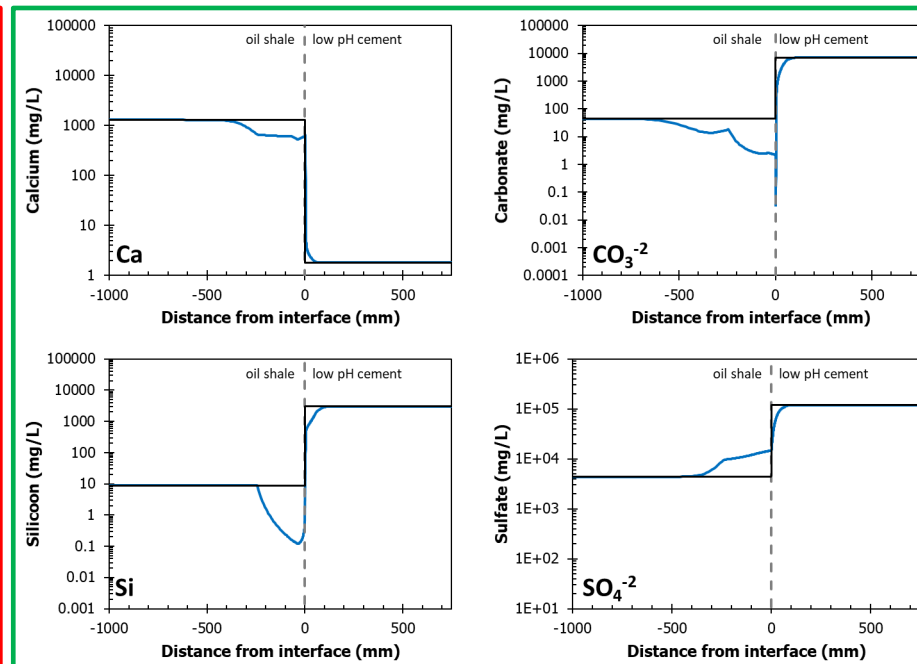 oil shale
low pH cement
Calcium (mg/L)
100000
10000
1000
100
10
1
Ca
-1000
-500
0
500
Distance from interface (mm)
oil shale
low pH cement
Carbonate (mg/L)
100000
10000
1000
100
10
1
0.1
0.01
0.001
0.0001
CO₃⁻²
-1000
-500
0
500
Distance from interface (mm)
oil shale
low pH cement
Silicoon (mg/L)
100000
10000
1000
100
10
1
0.1
0.01
0.001
Si
-1000
-500
0
500
Distance from interface (mm)
oil shale
low pH cement
Sulfate (mg/L)
1E+06
1E+05
1E+04
1E+03
1E+02
1E+01
SO₄⁻²
-1000
-500
0
500
Distance from interface (mm)